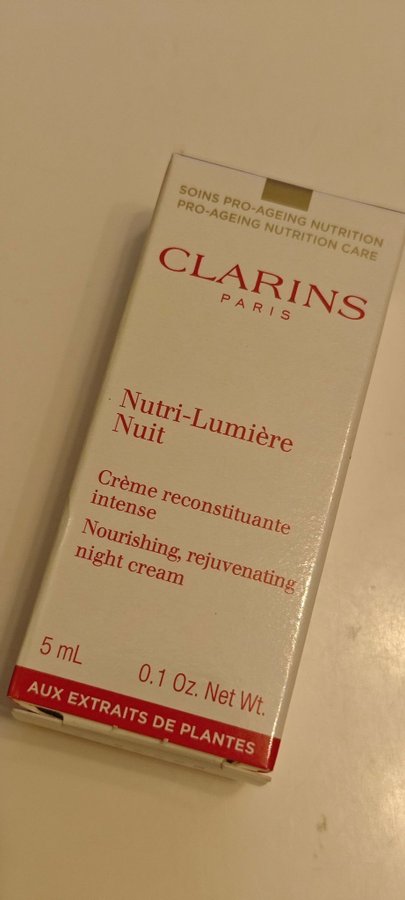 SOINS PRO-AGEING NUTRITION
PRO-AGEING NUTRITION CARE
CLARINS
PARIS
Nutri-Lumière
Nuit
Crème reconstituante
intense
Nourishing, rejuvenating
night cream
5 mL 0.1 Oz. Net Wt.
AUX EXTRAITS DE PLANTES